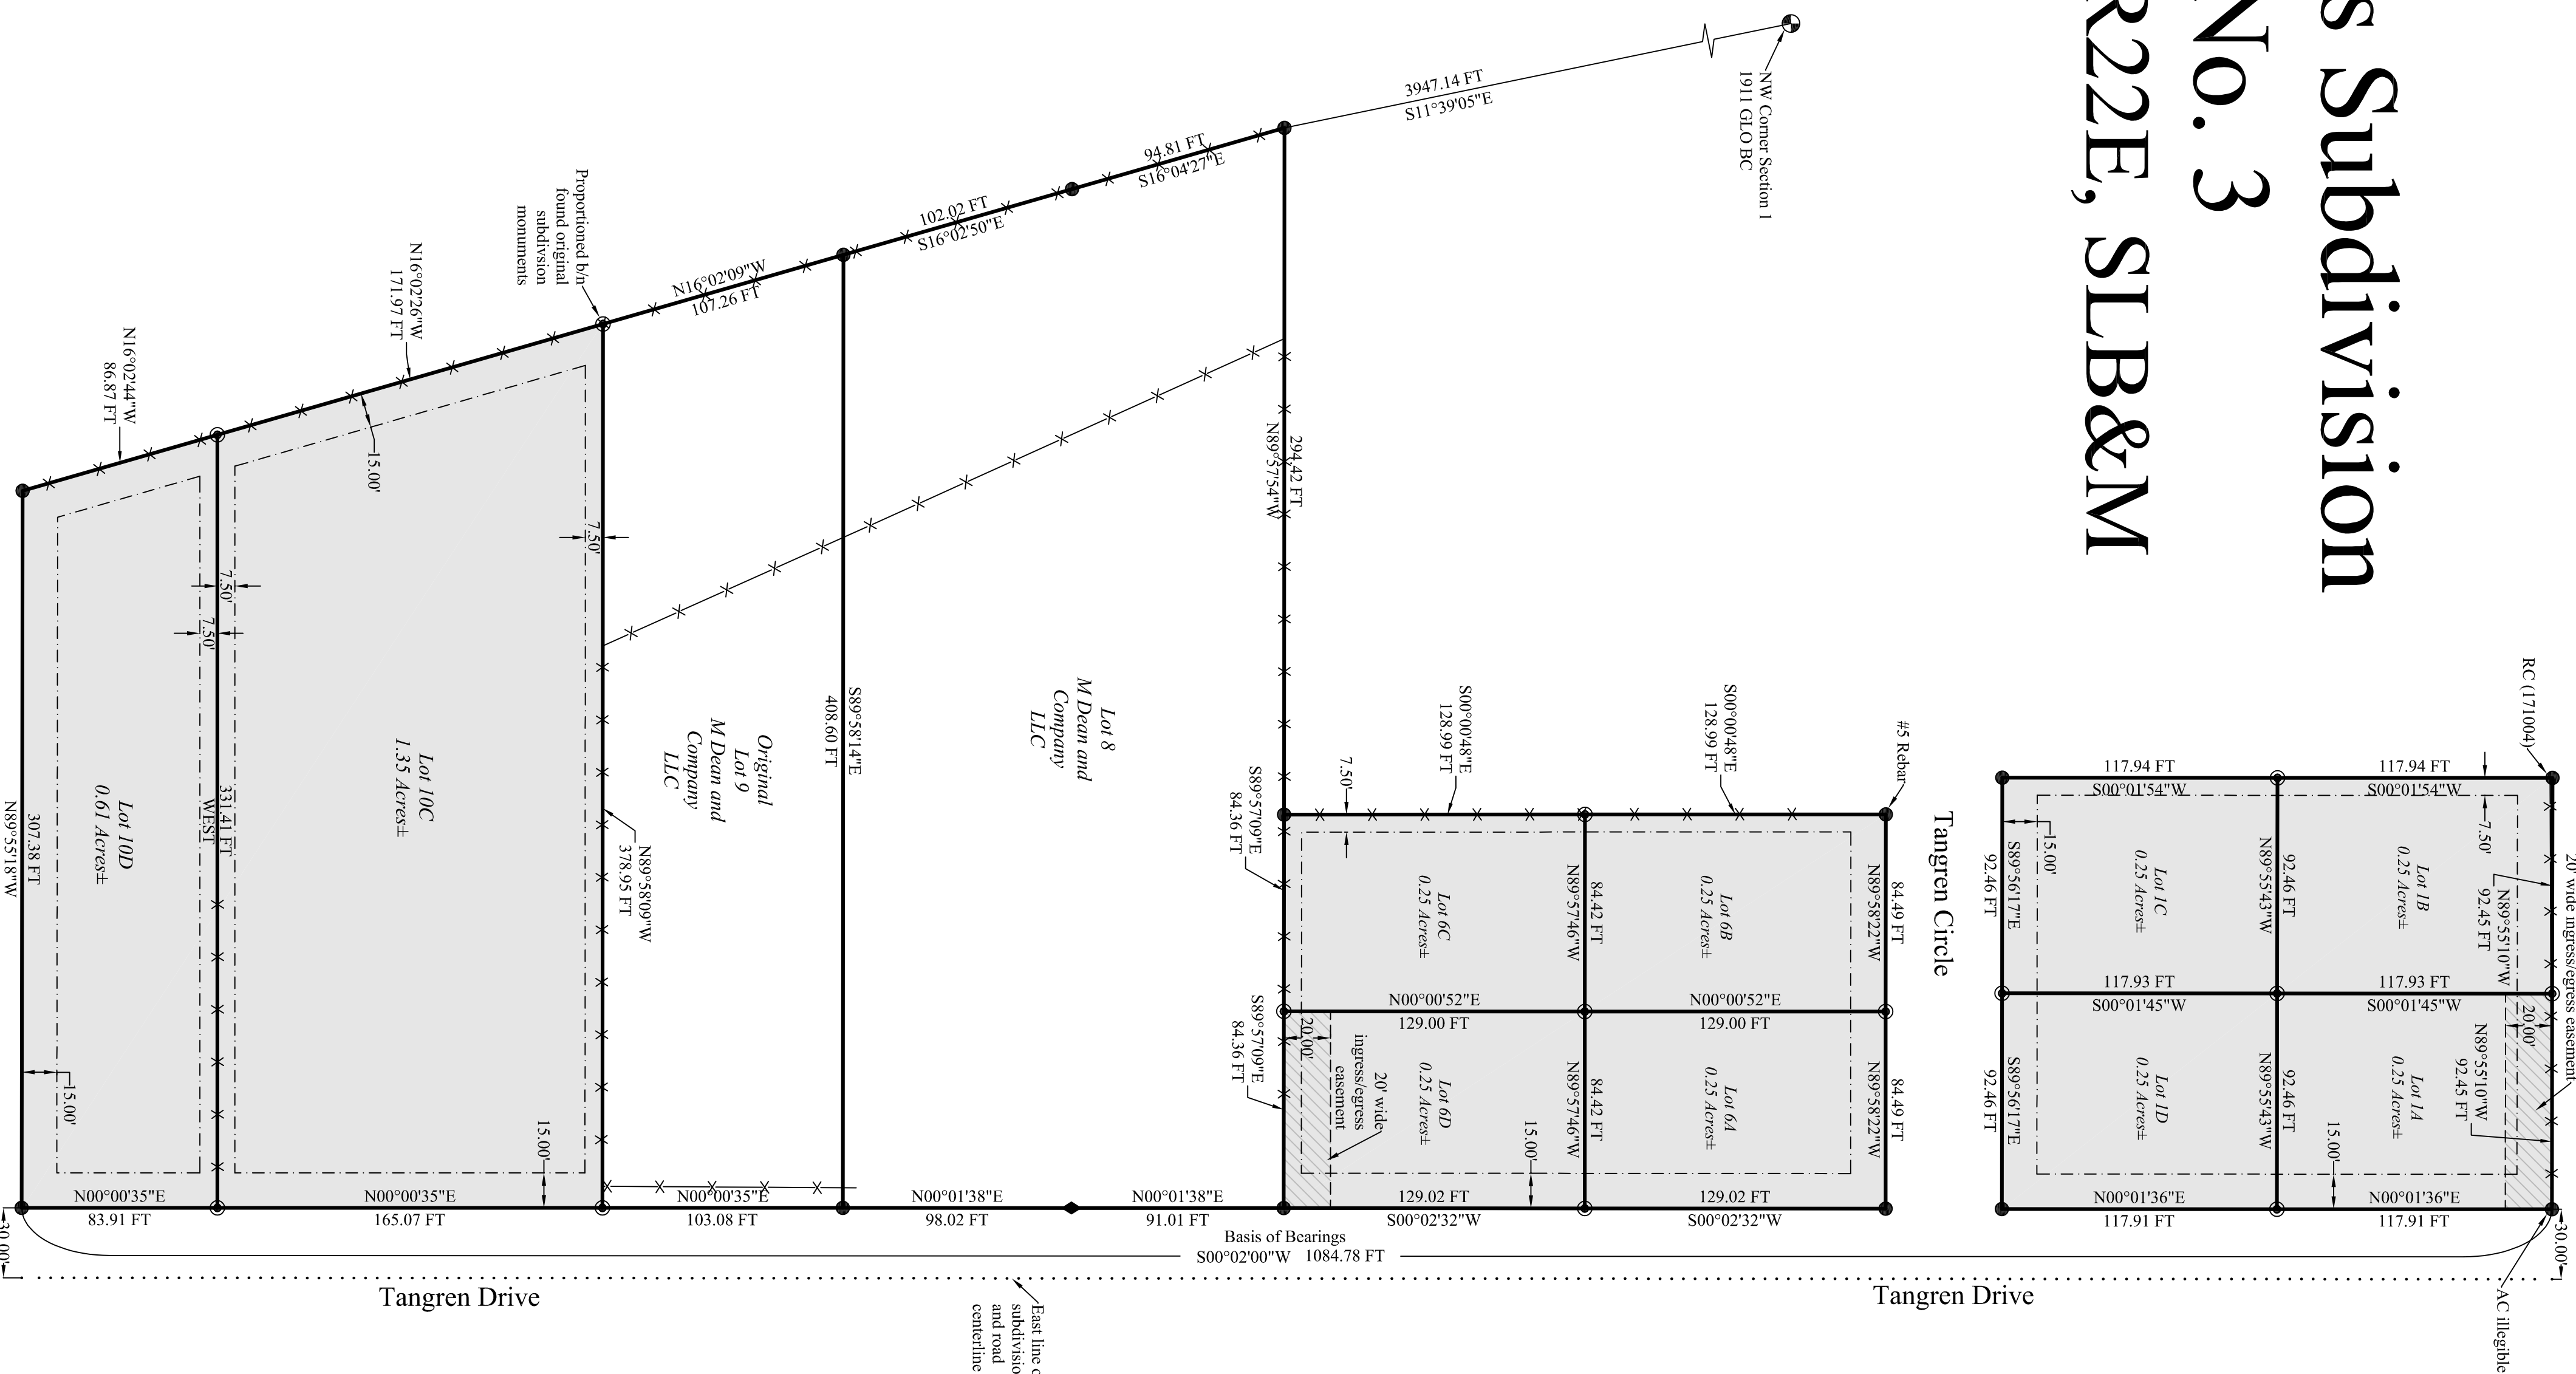 s Subdivision
No. 3
R22E, SLB&M
NW Corner Section 1
1911 GLO BC
3947.14 FT
S11°39'05"E
94.81 FT
S16°04'27"E
102.02 FT
S16°02'50"E
N16°02'09"W
107.26 FT
Proportioned b/n
found original
subdivsion
monuments
N16°02'26"W
171.97 FT
N16°02'44"W
86.87 FT
15.00'
7.50'
7.50'
7.50'
294.42 FT
N89°57'54"W
RC (171004)
#5 Rebar
Tangren Circle
117.94 FT
S00°01'54"W
117.94 FT
S00°01'54"W
7.50'
15.00'
20' wide ingress/egress easement
Lot 1B
0.25 Acres±
N89°55'10"W
92.45 FT
Lot 1C
0.25 Acres±
92.46 FT
N89°55'43"W
S89°56'17"E
92.46 FT
117.93 FT
S00°01'45"W
117.93 FT
S00°01'45"W
20.00'
Lot 1A
0.25 Acres±
N89°55'10"W
92.45 FT
Lot 1D
0.25 Acres±
92.46 FT
N89°55'43"W
S89°56'17"E
92.46 FT
15.00'
N00°01'36"E
117.91 FT
N00°01'36"E
117.91 FT
30.00'
AC illegible
S00°00'48"E
128.99 FT
S00°00'48"E
128.99 FT
7.50'
84.49 FT
N89°58'22"W
Lot 6B
0.25 Acres±
84.42 FT
N89°57'46"W
Lot 6C
0.25 Acres±
S89°57'09"E
84.36 FT
N00°00'52"E
129.00 FT
N00°00'52"E
129.00 FT
84.49 FT
N89°58'22"W
Lot 6A
0.25 Acres±
84.42 FT
N89°57'46"W
Lot 6D
0.25 Acres±
20' wide
ingress/egress
easement
20.00'
S89°57'09"E
84.36 FT
15.00'
129.02 FT
S00°02'32"W
129.02 FT
S00°02'32"W
Lot 8
M Dean and
Company
LLC
S89°58'14"E
408.60 FT
Original
Lot 9
M Dean and
Company
LLC
N89°58'09"W
378.95 FT
Lot 10C
1.35 Acres±
331.41 FT
WEST
Lot 10D
0.61 Acres±
307.38 FT
N89°55'18"W
15.00'
15.00'
N00°00'35"E
83.91 FT
N00°00'35"E
165.07 FT
N00°00'35"E
103.08 FT
N00°01'38"E
98.02 FT
N00°01'38"E
91.01 FT
Basis of Bearings
S00°02'00"W 1084.78 FT
30.00'
Tangren Drive
Tangren Drive
East line
subdivisio
and road
centerline